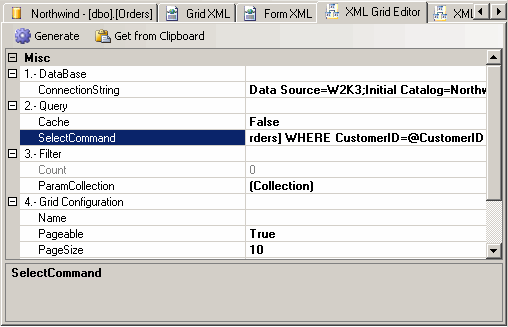 Northwind - [dbo].[Orders] Grid XML Form XML XML Grid Editor XML
Generate Get from Clipboard
Misc
1.- DataBase
ConnectionString Data Source=W2K3;Initial Catalog=Northw
2.- Query
Cache False
SelectCommand rders] WHERE CustomerID=@CustomerID
3.- Filter
Count 0
ParamCollection (Collection)
4.- Grid Configuration
Name
Pageable True
PageSize 10
SelectCommand